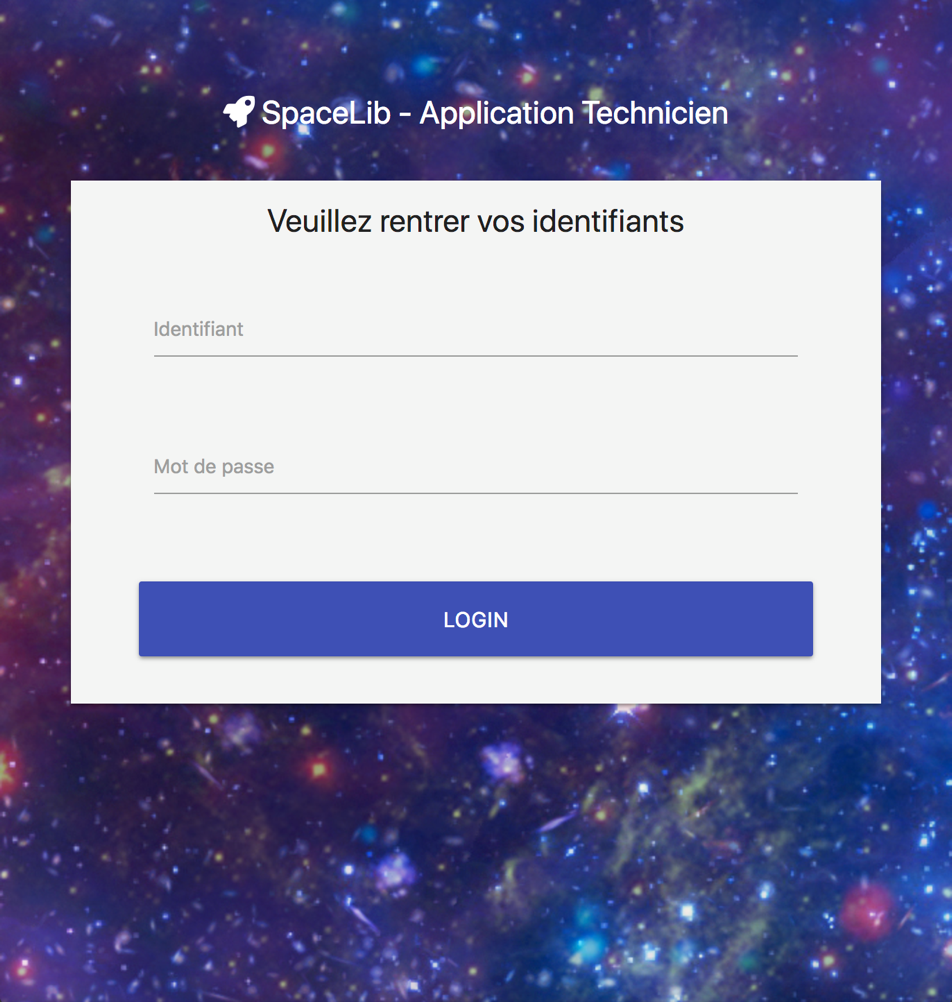 SpaceLib - Application Technicien
Veuillez rentrer vos identifiants
Identifiant
Mot de passe
LOGIN